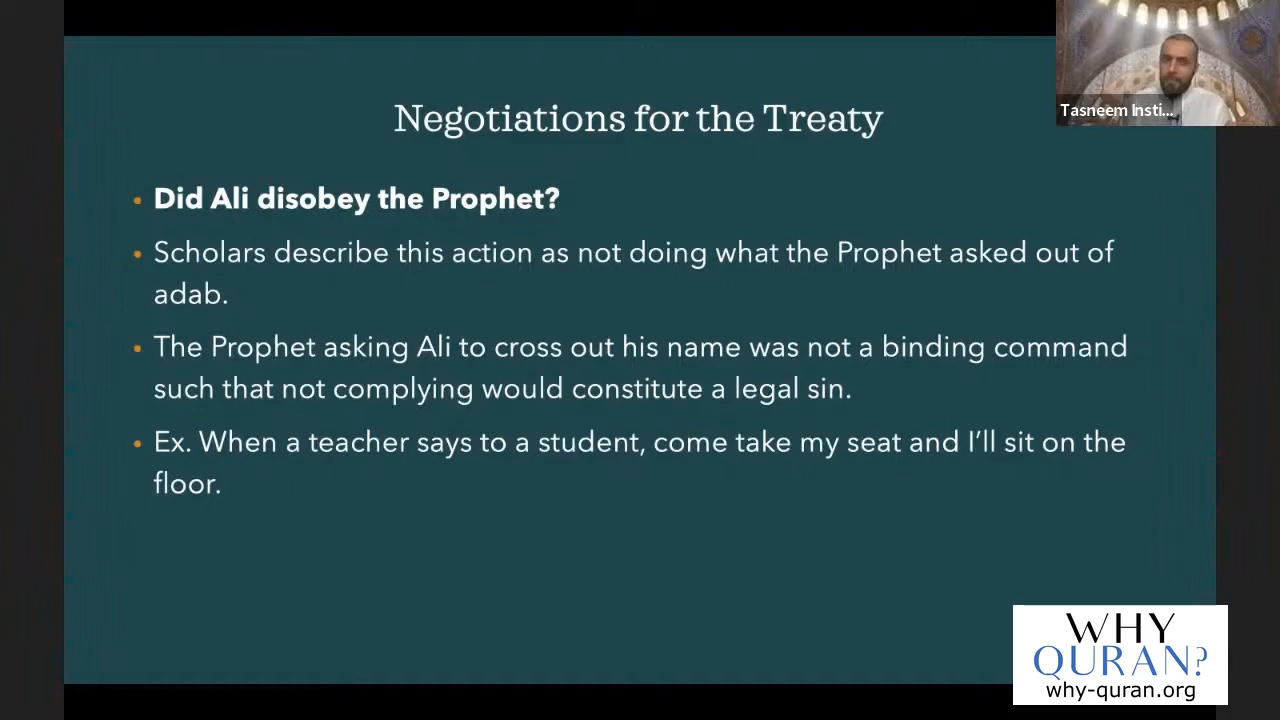 Tasneem Insti...
Negotiations for the Treaty
• Did Ali disobey the Prophet?
• Scholars describe this action as not doing what the Prophet asked out of
adab.
• The Prophet asking Ali to cross out his name was not a binding command
such that not complying would constitute a legal sin.
• Ex. When a teacher says to a student, come take my seat and I’ll sit on the
floor.
WHY
QURAN?
why-quran.org